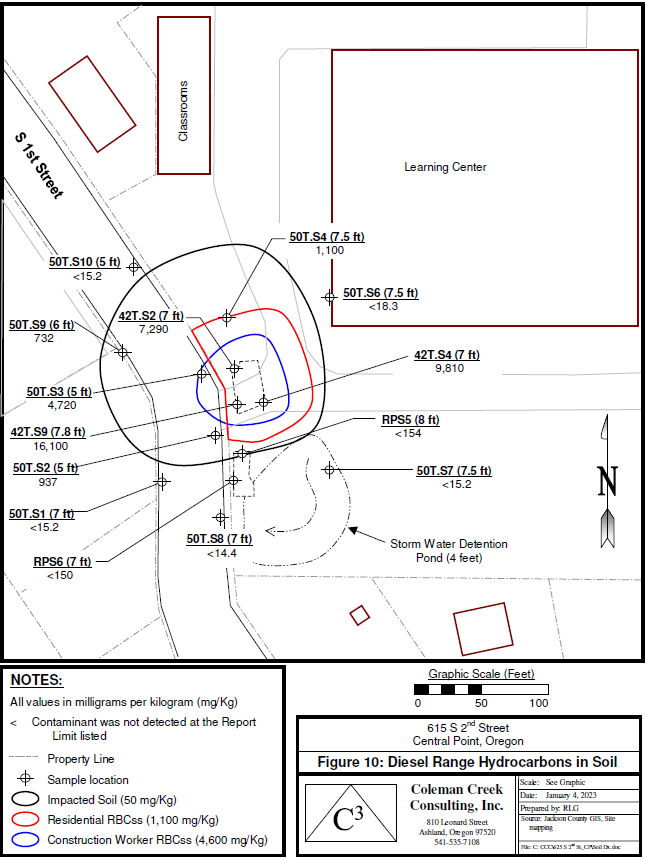 Classrooms
S 1st Street
Learning Center
50T.S4 (7.5 ft)
1,100
50T.S10 (5 ft)
<15.2
50T.S6 (7.5 ft)
<18.3
42T.S2 (7 ft)
7,290
50T.S9 (6 ft)
732
42T.S4 (7 ft)
9,810
50T.S3 (5 ft)
4,720
RPS5 (8 ft)
<154
42T.S9 (7.8 ft)
16,100
50T.S2 (5 ft)
937
50T.S7 (7.5 ft)
<15.2
N
50T.S1 (7 ft)
<15.2
50T.S8 (7 ft)
<14.4
Storm Water Detention
Pond (4 feet)
RPS6 (7 ft)
<150
NOTES:
All values in milligrams per kilogram (mg/Kg)
< Contaminant was not detected at the Report
Limit listed
Property Line
Sample location
Impacted Soil (50 mg/Kg)
Residential RBCss (1,100 mg/Kg)
Construction Worker RBCss (4,600 mg/Kg)
Graphic Scale (Feet)
0 50 100
615 S 2nd Street
Central Point, Oregon
Figure 10: Diesel Range Hydrocarbons in Soil
C3
Coleman Creek
Consulting, Inc.
810 Leonard Street
Ashland, Oregon 97520
541-535-7108
Scale: See Graphic
Date: January 4, 2023
Prepared by: RLG
Source: Jackson County GIS, Site
mapping
File: C: CCC\625 S 2nd St_CP\Soil Dx.doc